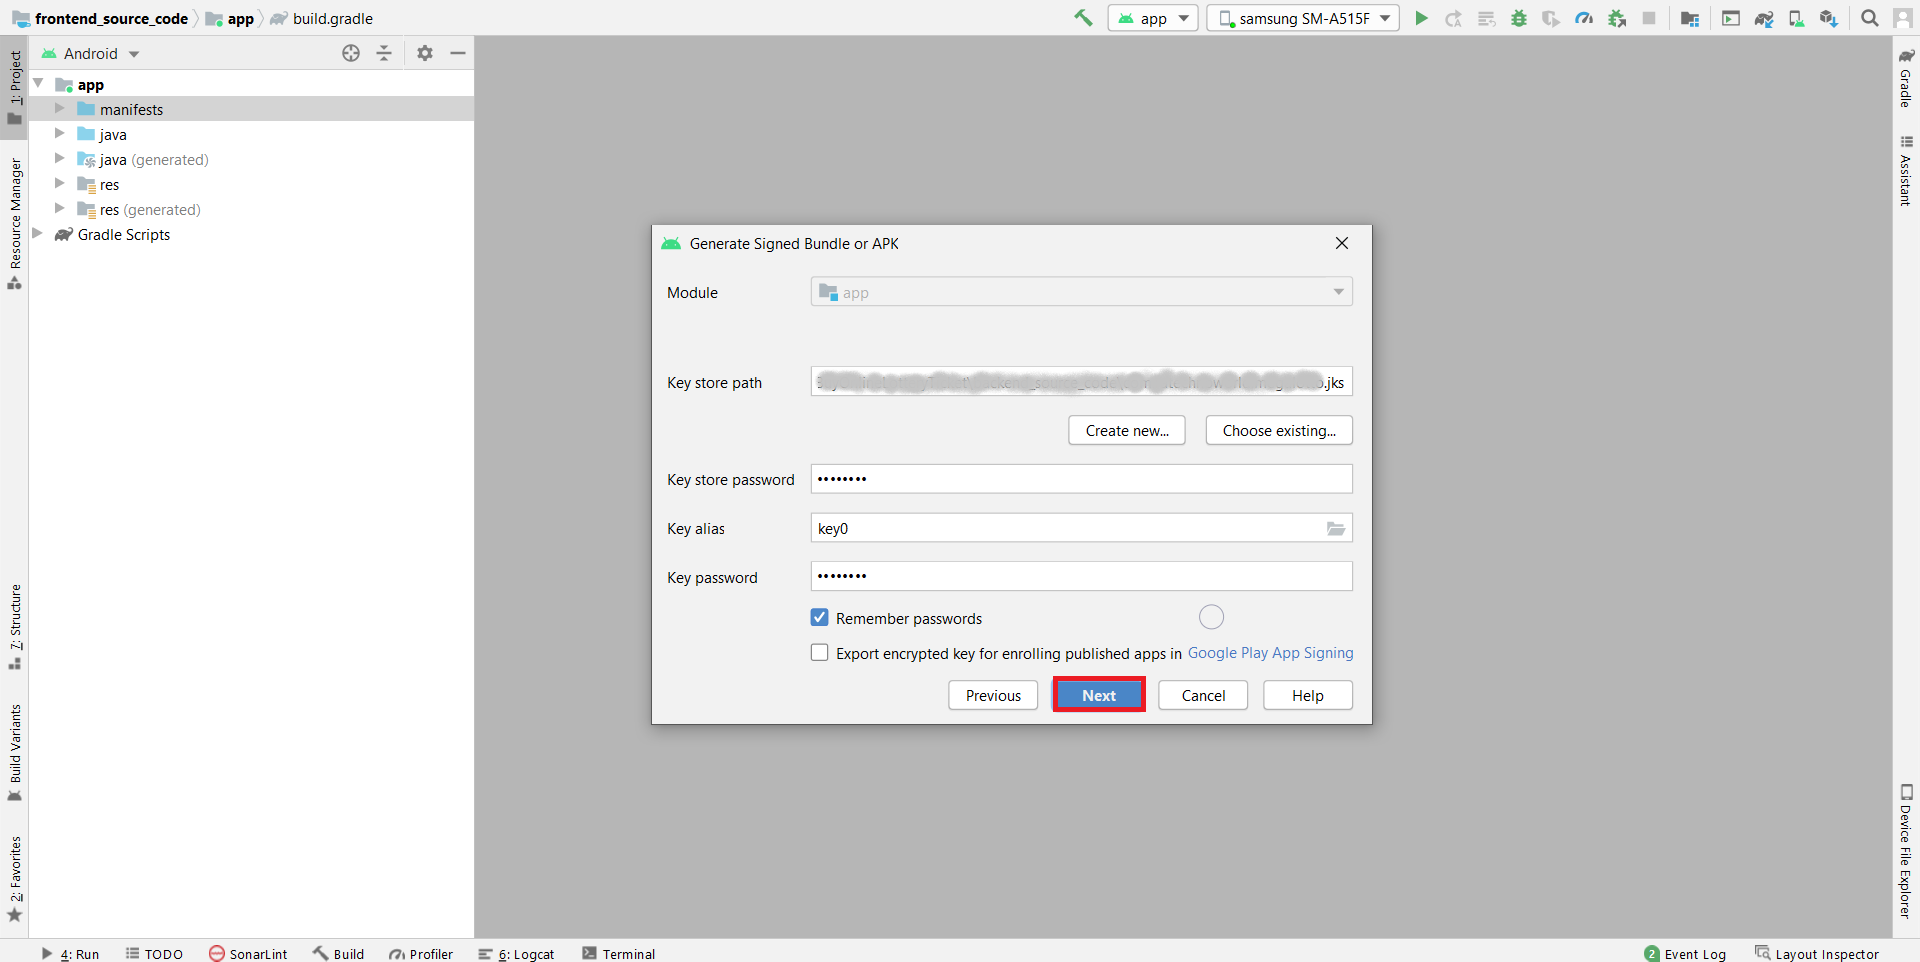 frontend_source_code app build.gradle app samsung SM-A515F
Android
app
manifests
java
java (generated)
res
res (generated)
Gradle Scripts
1: Project
Resource Manager
7: Structure
Build Variants
2: Favorites
Generate Signed Bundle or APK
Module app
Key store path .jks
Create new... Choose existing...
Key store password ••••••••
Key alias key0
Key password ••••••••
Remember passwords
Export encrypted key for enrolling published apps in Google Play App Signing
Previous Next Cancel Help
Gradle
Assistant
Device File Explorer
4: Run TODO SonarLint Build Profiler 6: Logcat Terminal 2 Event Log Layout Inspector